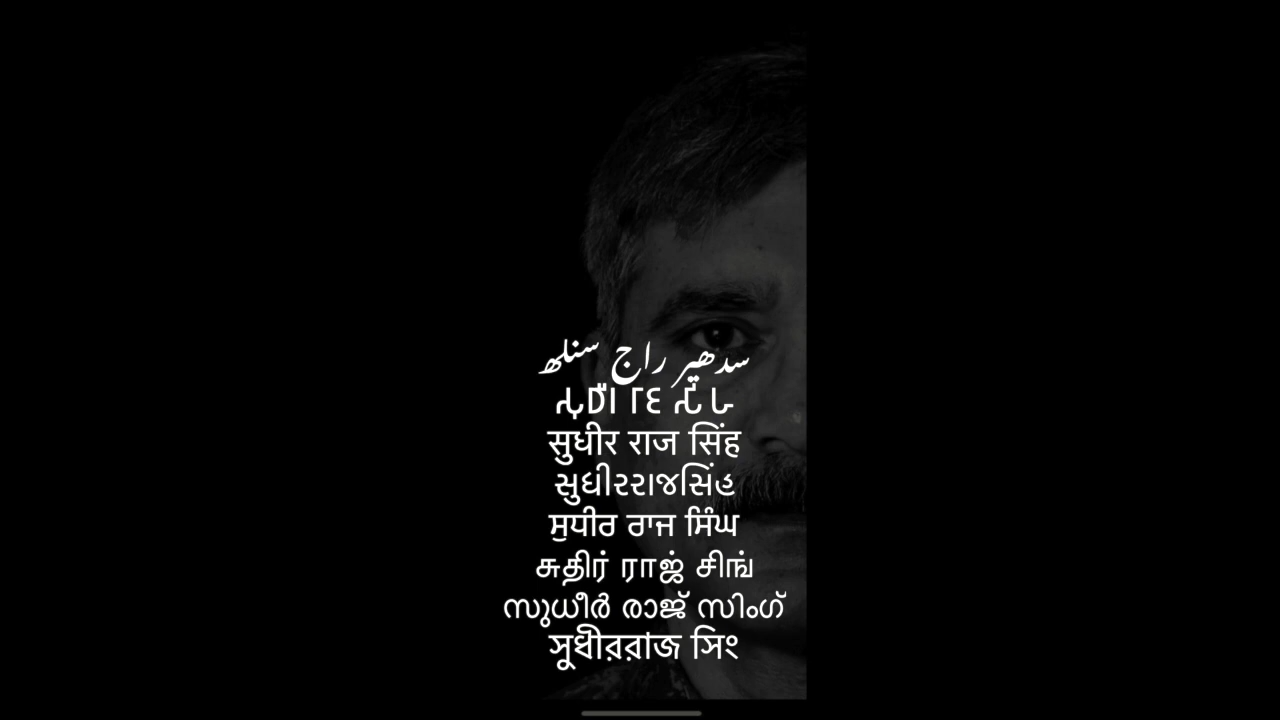 سدھیر راج سنلھ
सुधीर राज सिंह
સુધીરરાજસિંહ
ਸੁਧੀਰ ਰਾਜ ਸਿੰਘ
சுதிர் ராஜ் சிங்
സുധീർ രാജ് സിംഗ്
সুধীররাজ সিং